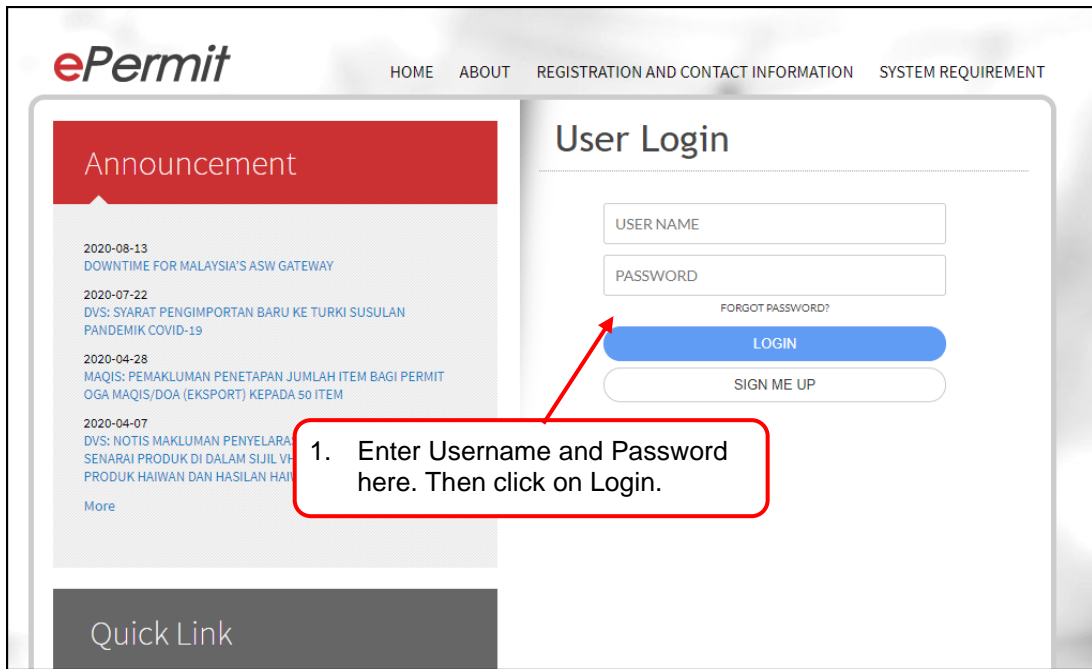 ePermit
HOME ABOUT REGISTRATION AND CONTACT INFORMATION SYSTEM REQUIREMENT
Announcement
2020-08-13
DOWNTIME FOR MALAYSIA'S ASW GATEWAY
2020-07-22
DVS: SYARAT PENGIMPORTAN BARU KE TURKI SUSULAN
PANDEMIK COVID-19
2020-04-28
MAQIS: PEMAKLUMAN PENETAPAN JUMLAH ITEM BAGI PERMIT
OGA MAQIS/DOA (EKSPORT) KEPADA 50 ITEM
2020-04-07
DVS: NOTIS MAKLUMAN
SENARAI PRODUK DI DALAM SIJIL
PRODUK HAIWAN DAN HASILAN
More
Quick Link
User Login
USER NAME
PASSWORD
FORGOT PASSWORD?
LOGIN
SIGN ME UP
1. Enter Username and Password
here. Then click on Login.